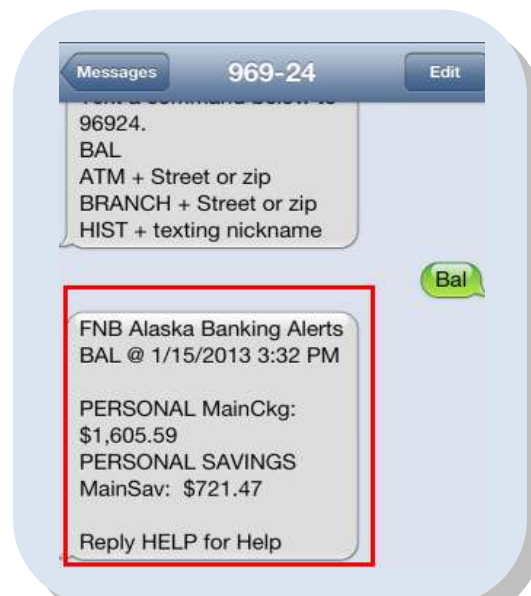 Messages 969-24 Edit
96924.
BAL
ATM + Street or zip
BRANCH + Street or zip
HIST + texting nickname
Bal
FNB Alaska Banking Alerts
BAL @ 1/15/2013 3:32 PM
PERSONAL MainCkg:
$1,605.59
PERSONAL SAVINGS
MainSav: $721.47
Reply HELP for Help